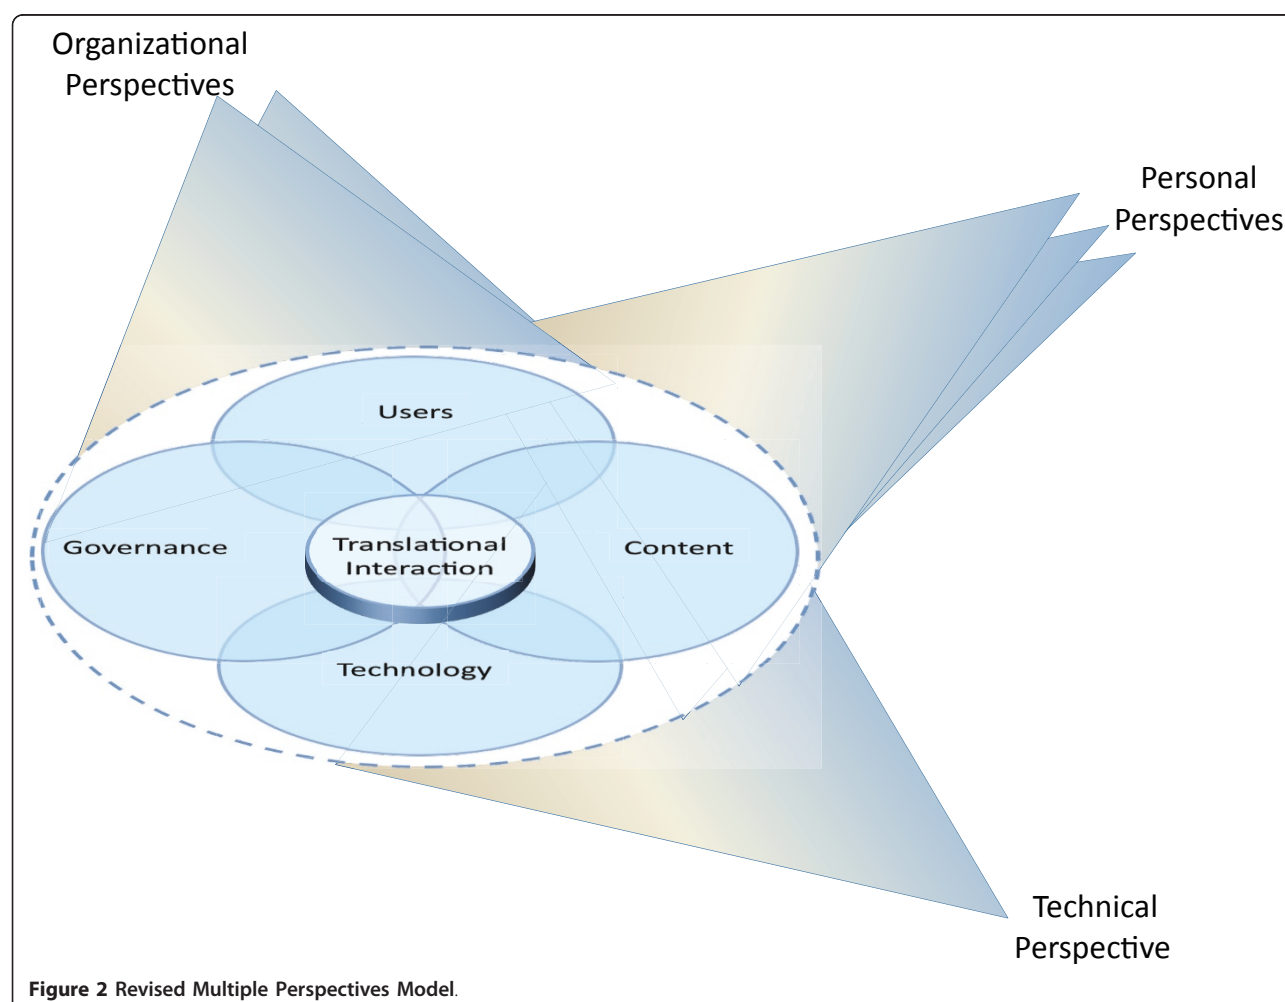 Organizational
Perspectives
Personal
Perspectives
Users
Governance
Translational
Interaction
Content
Technology
Technical
Perspective
Figure 2 Revised Multiple Perspectives Model.